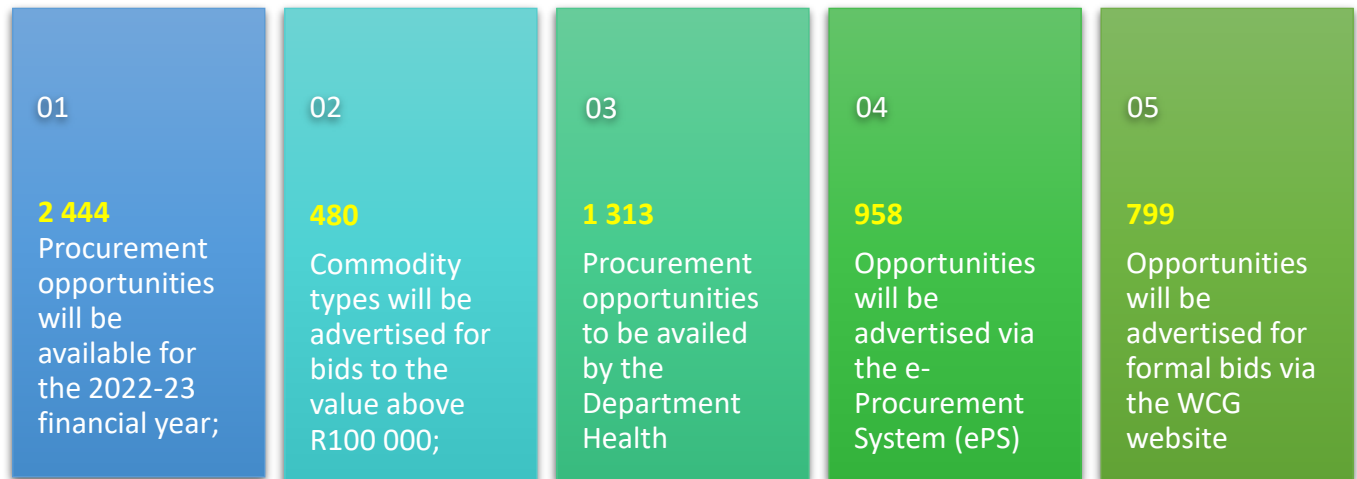 01
2 444
Procurement
opportunities
will be
available for
the 2022-23
financial year;
02
480
Commodity
types will be
advertised for
bids to the
value above
R100 000;
03
1 313
Procurement
opportunities
to be availed
by the
Department
Health
04
958
Opportunities
will be
advertised via
the e-
Procurement
System (ePS)
05
799
Opportunities
will be
advertised for
formal bids via
the WCG
website